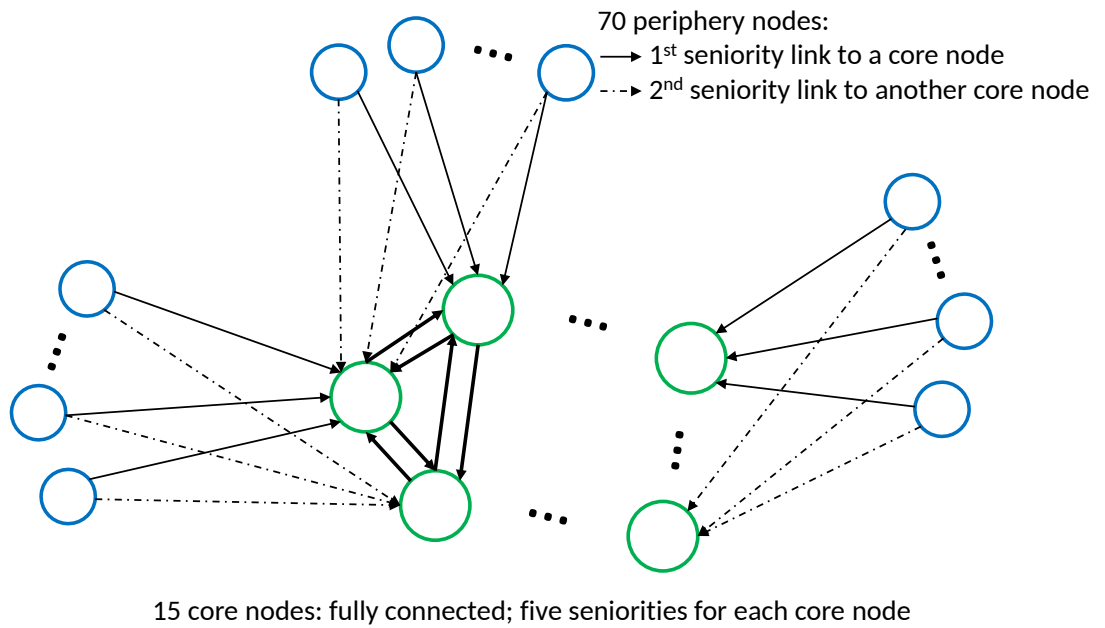 70 periphery nodes:
1st seniority link to a core node
2nd seniority link to another core node
15 core nodes: fully connected; five seniorities for each core node